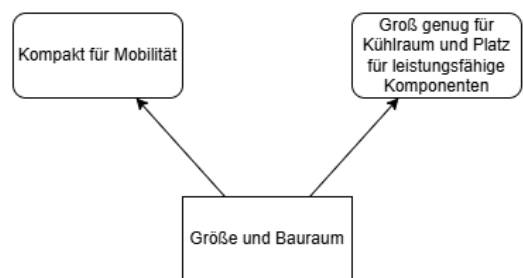 Kompakt für Mobilität
Groß genug für
Kühlraum und Platz
für leistungsfähige
Komponenten
Größe und Bauraum